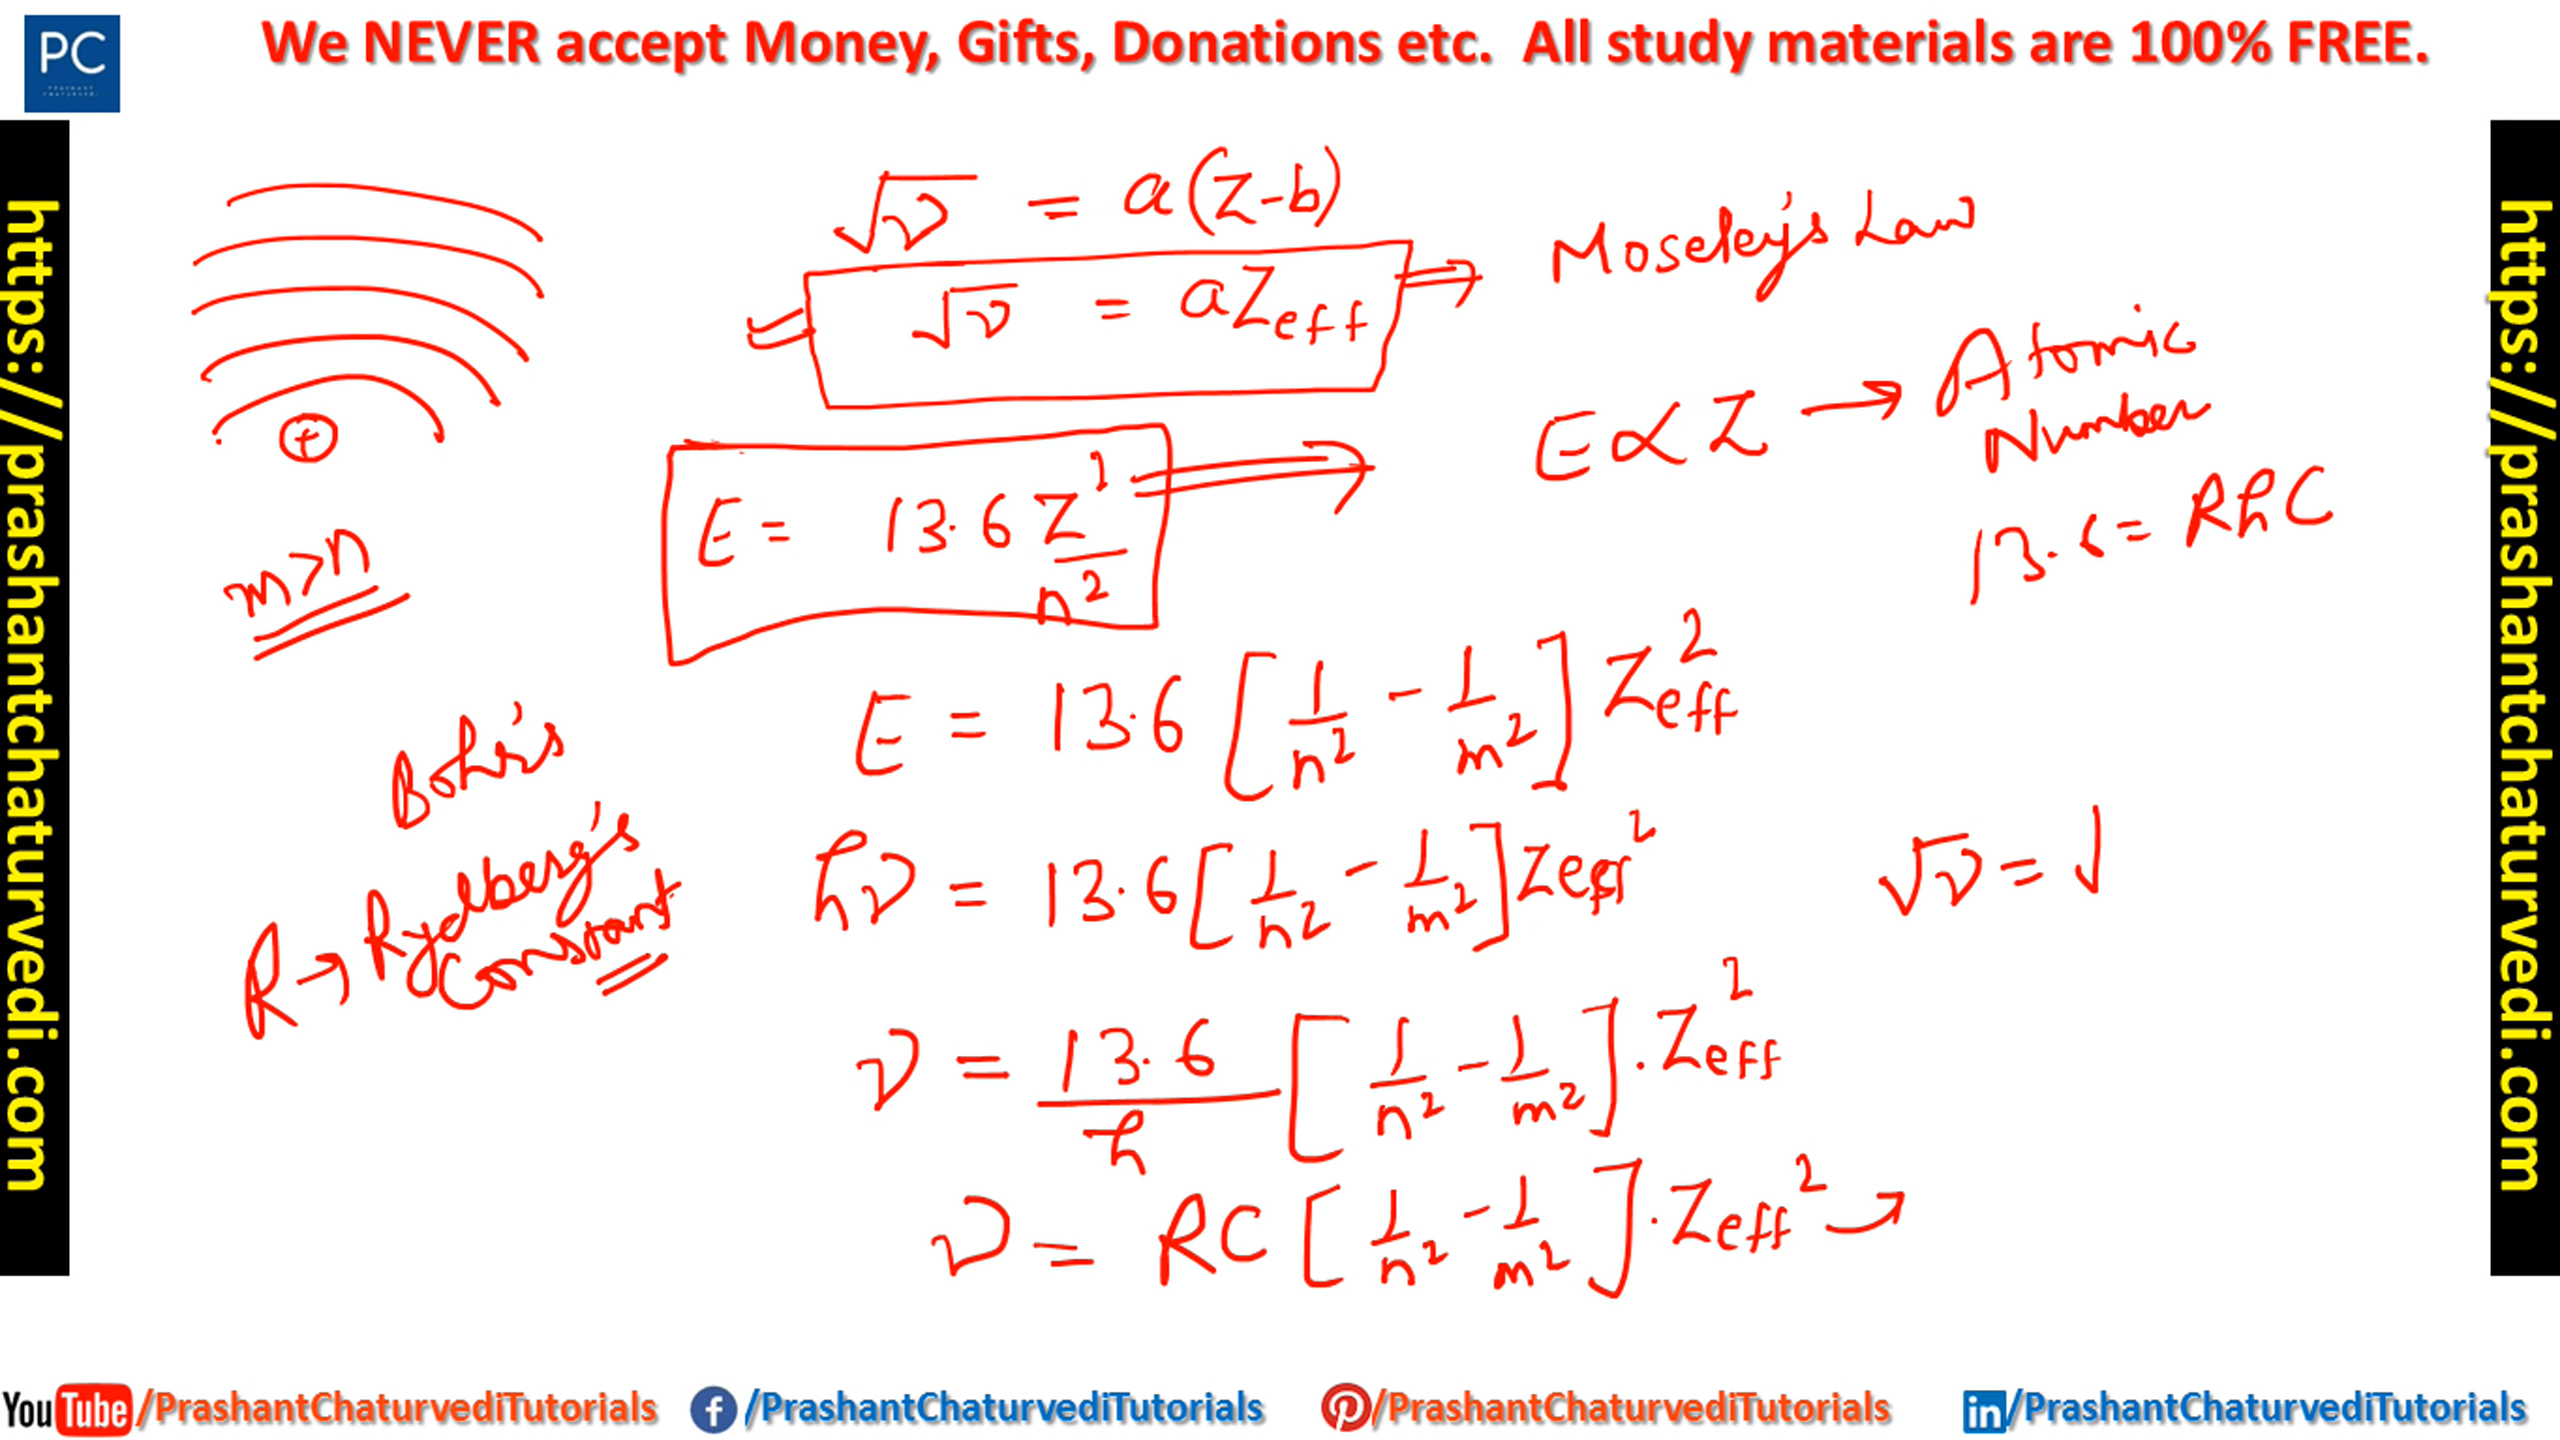 PC
PRASHANT
CHATURVEDI
We NEVER accept Money, Gifts, Donations etc. All study materials are 100% FREE.
https://prashantchaturvedi.com
https://prashantchaturvedi.com
√ν = a(Z-b)
√ν = aZeff ⇒ Moseley's Law
E = 13.6 Z¹/n² ⇒ E ∝ Z → Atomic Number
13.6 = RhC
+
m>n
E = 13.6 [1/n² - 1/m²] Zeff²
Bohr's
R → Rydberg's Constant
hν = 13.6 [1/n² - 1/m²] Zeff²
√ν = √
ν = 13.6/h [1/n² - 1/m²] . Zeff²
ν = RC [1/n² - 1/m²] . Zeff² →
YouTube/PrashantChaturvediTutorials
f /PrashantChaturvediTutorials
/PrashantChaturvediTutorials
in/PrashantChaturvediTutorials